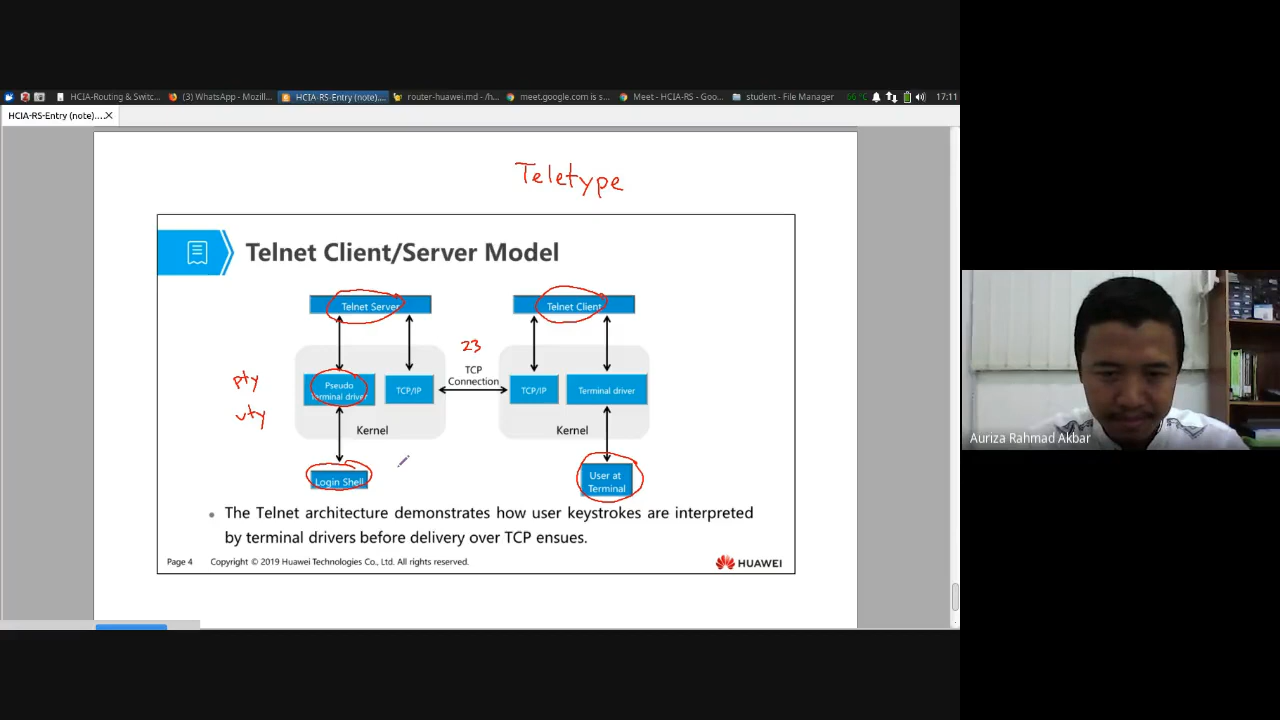 HCIA-Routing & Switc...
(3) WhatsApp - Mozill...
HCIA-RS-Entry (note)....
router-huawei.md - /h...
meet.google.com is s...
Meet - HCIA-RS - Goo...
student - File Manager
56°C
17:11
HCIA-RS-Entry (note)....
Teletype
Telnet Client/Server Model
Telnet Server
Telnet Client
23
TCP
Connection
pty
vty
Pseudo
Terminal driver
TCP/IP
TCP/IP
Terminal driver
Kernel
Kernel
Login Shell
User at
Terminal
Auriza Rahmad Akbar
• The Telnet architecture demonstrates how user keystrokes are interpreted
by terminal drivers before delivery over TCP ensues.
Page 4
Copyright © 2019 Huawei Technologies Co., Ltd. All rights reserved.
HUAWEI